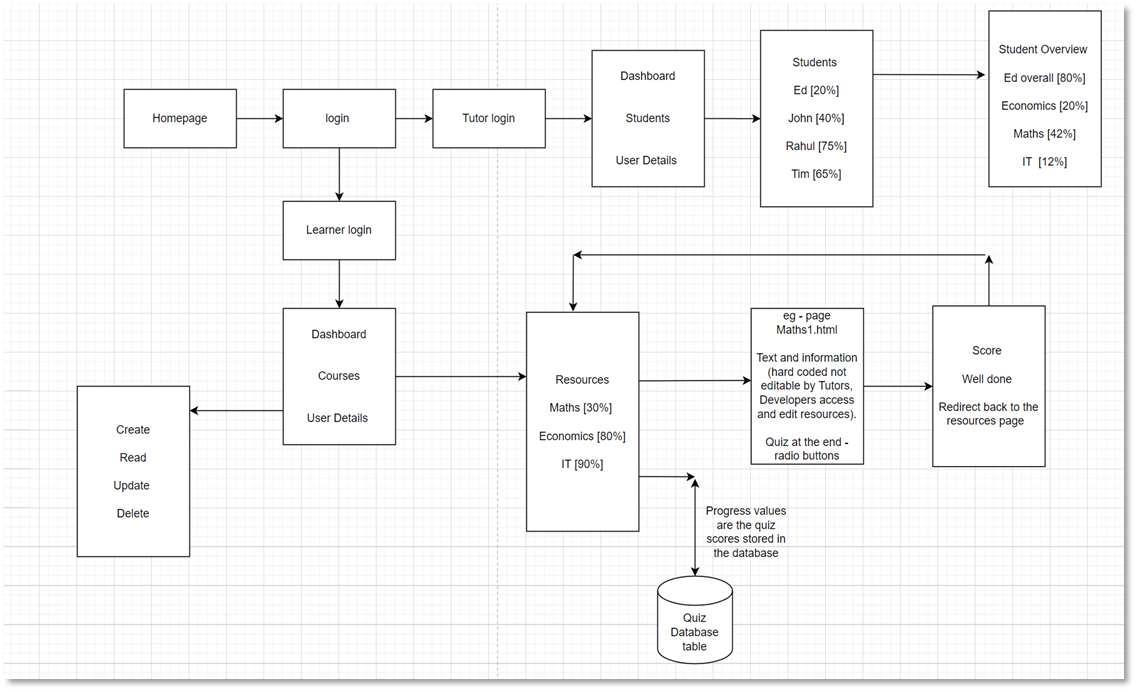 Homepage
login
Tutor login
Dashboard
Students
User Details
Students
Ed [20%]
John [40%]
Rahul [75%]
Tim [65%]
Student Overview
Ed overall [80%]
Economics [20%]
Maths [42%]
IT [12%]
Learner login
Dashboard
Courses
User Details
Create
Read
Update
Delete
Resources
Maths [30%]
Economics [80%]
IT [90%]
eg - page
Maths1.html
Text and information
(hard coded not
editable by Tutors,
Developers access
and edit resources).
Quiz at the end -
radio buttons
Score
Well done
Redirect back to the
resources page
Progress values
are the quiz
scores stored in
the database
Quiz
Database
table